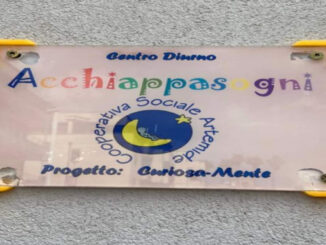 Centro Diurno
Acchiappasogni
Cooperativa Sociale Artemide
Progetto: Curiosa-Mente